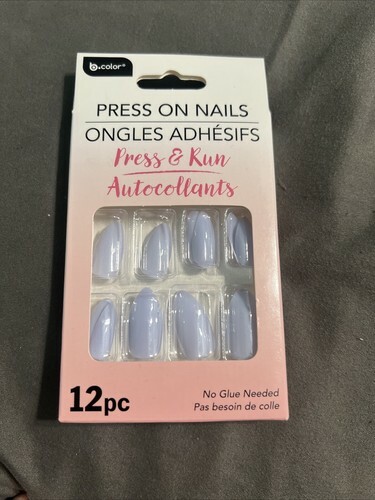 b.color®
PRESS ON NAILS
ONGLES ADHÉSIFS
Press & Run
Autocollants
12pc
No Glue Needed
Pas besoin de colle